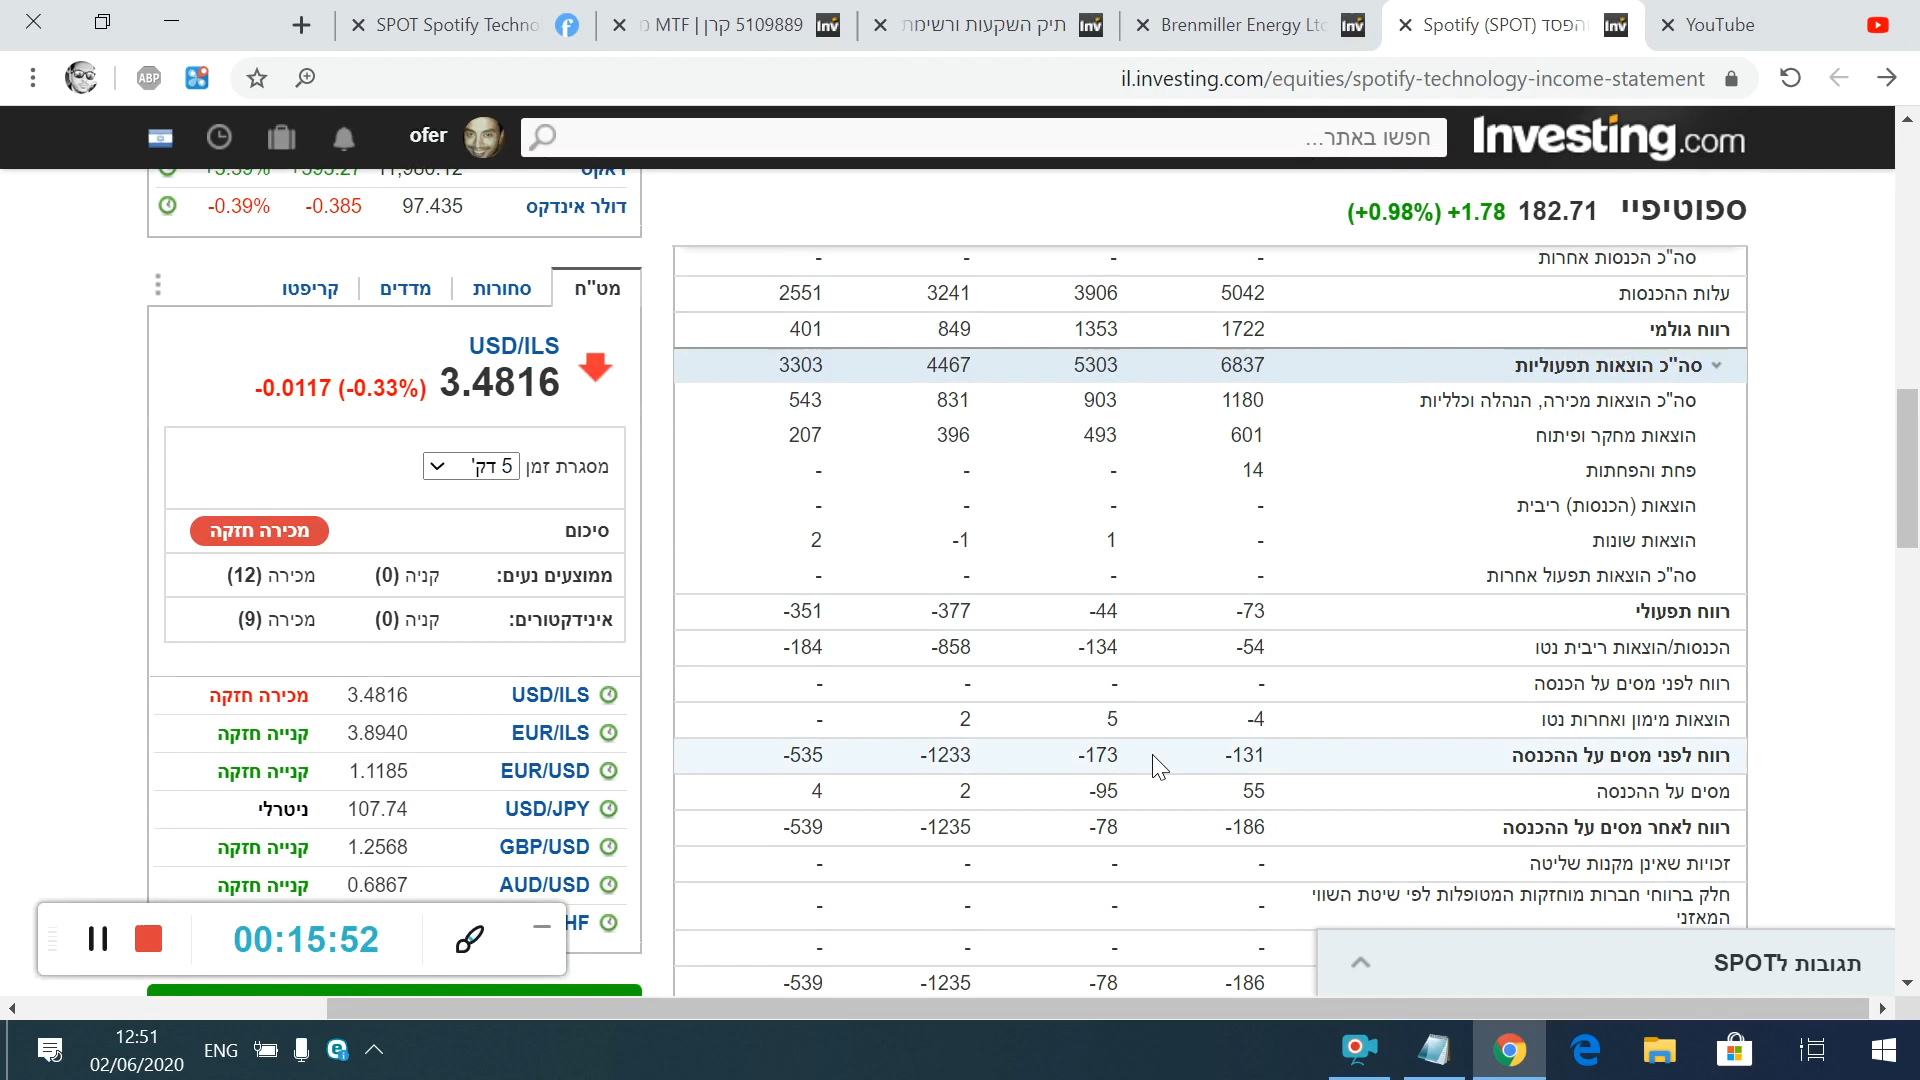 SPOT Spotify Techno
5109889 קרן | MTF
תיק השקעות ורשימת
Brenmiller Energy Ltd
Spotify (SPOT) והפסד
YouTube
ABP
il.investing.com/equities/spotify-technology-income-statement
ofer
חפשו באתר...
Investing.com
+3.39%
דולר אינדקס 97.435 -0.385 -0.39%
ספוטיפיי 182.71 +1.78 (+0.98%)
מט"ח סחורות מדדים קריפטו
USD/ILS
3.4816 -0.0117 (-0.33%)
מסגרת זמן 5 דק'
סיכום מכירה חזקה
ממוצעים נעים: קניה (0) מכירה (12)
אינידקטורים: קניה (0) מכירה (9)
USD/ILS 3.4816 מכירה חזקה
EUR/ILS 3.8940 קנייה חזקה
EUR/USD 1.1185 קנייה חזקה
USD/JPY 107.74 ניטרלי
GBP/USD 1.2568 קנייה חזקה
AUD/USD 0.6867 קנייה חזקה
HF
סה"כ הכנסות אחרות - - - -
עלות ההכנסות 5042 3906 3241 2551
רווח גולמי 1722 1353 849 401
סה"כ הוצאות תפעוליות 6837 5303 4467 3303
סה"כ הוצאות מכירה, הנהלה וכלליות 1180 903 831 543
הוצאות מחקר ופיתוח 601 493 396 207
פחת והפחתות 14 - - -
הוצאות (הכנסות) ריבית - - - -
הוצאות שונות - 1 -1 2
סה"כ הוצאות תפעול אחרות - - - -
רווח תפעולי -73 -44 -377 -351
הכנסות/הוצאות ריבית נטו -54 -134 -858 -184
רווח לפני מסים על הכנסה - - - -
הוצאות מימון ואחרות נטו -4 5 2 -
רווח לפני מסים על ההכנסה -131 -173 -1233 -535
מסים על ההכנסה 55 -95 2 4
רווח לאחר מסים על ההכנסה -186 -78 -1235 -539
זכויות שאינן מקנות שליטה - - - -
חלק ברווחי חברות מוחזקות המטופלות לפי שיטת השווי
המאזני - - - -
- - - -
-186 -78 -1235 -539
תגובות לSPOT
00:15:52
12:51
02/06/2020
ENG